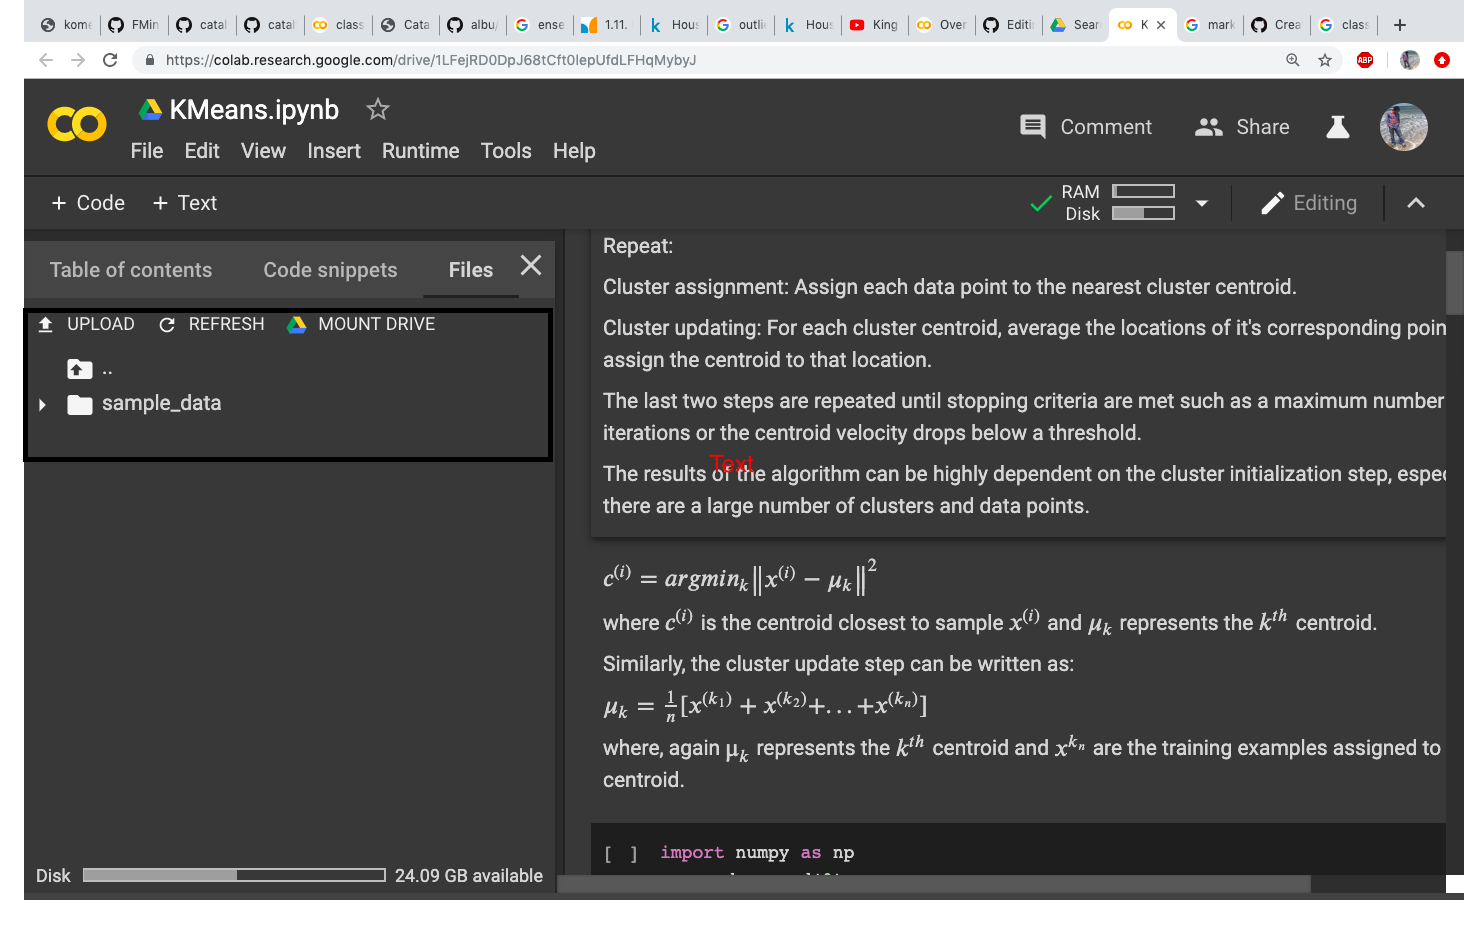 kome
FMin
catal
catal
class
Cata
albu/
ense
1.11.
Hous
outlie
Hous
King
Over
Editi
Sear
K
mark
Crea
class
https://colab.research.google.com/drive/1LFejRD0DpJ68tCft0lepUfdLFHqMybyJ
ABP
KMeans.ipynb
File Edit View Insert Runtime Tools Help
Comment
Share
+ Code + Text
RAM
Disk
Editing
Table of contents Code snippets Files
UPLOAD REFRESH MOUNT DRIVE
..
sample_data
Disk 24.09 GB available
Repeat:
Cluster assignment: Assign each data point to the nearest cluster centroid.
Cluster updating: For each cluster centroid, average the locations of it's corresponding poin
assign the centroid to that location.
The last two steps are repeated until stopping criteria are met such as a maximum number
iterations or the centroid velocity drops below a threshold.
Text
The results of the algorithm can be highly dependent on the cluster initialization step, espec
there are a large number of clusters and data points.
c^(i) = argmin_k ||x^(i) − μ_k||^2
where c^(i) is the centroid closest to sample x^(i) and μ_k represents the k^th centroid.
Similarly, the cluster update step can be written as:
μ_k = 1/n [x^(k_1) + x^(k_2)+...+x^(k_n)]
where, again μ_k represents the k^th centroid and x^k_n are the training examples assigned to
centroid.
[ ] import numpy as np